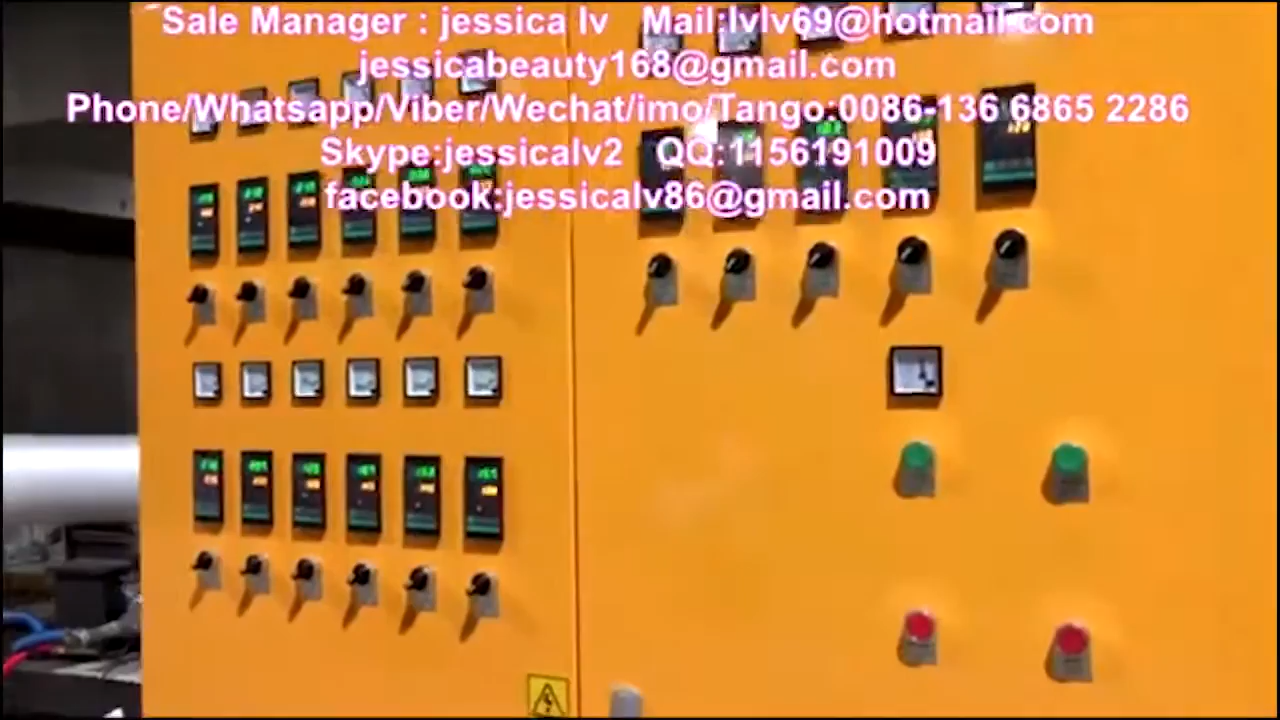 Sale Manager : jessica lv Mail:lvlv69@hotmail.com
jessicabeauty168@gmail.com
Phone/Whatsapp/Viber/Wechat/imo/Tango:0086-136 6865 2286
Skype:jessicalv2 QQ:1156191009
facebook:jessicalv86@gmail.com